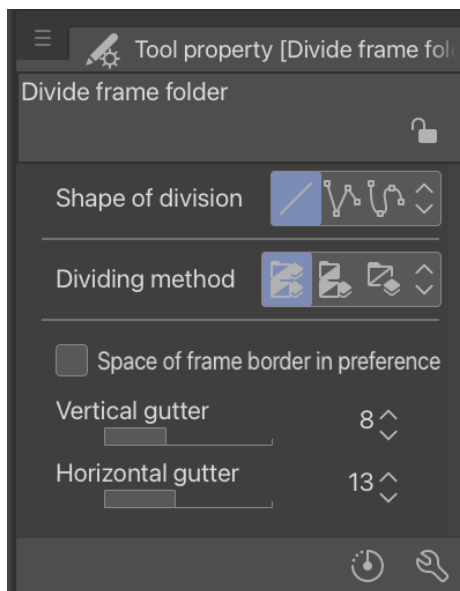 Tool property [Divide frame fol
Divide frame folder
Shape of division
Dividing method
Space of frame border in preference
Vertical gutter 8
Horizontal gutter 13